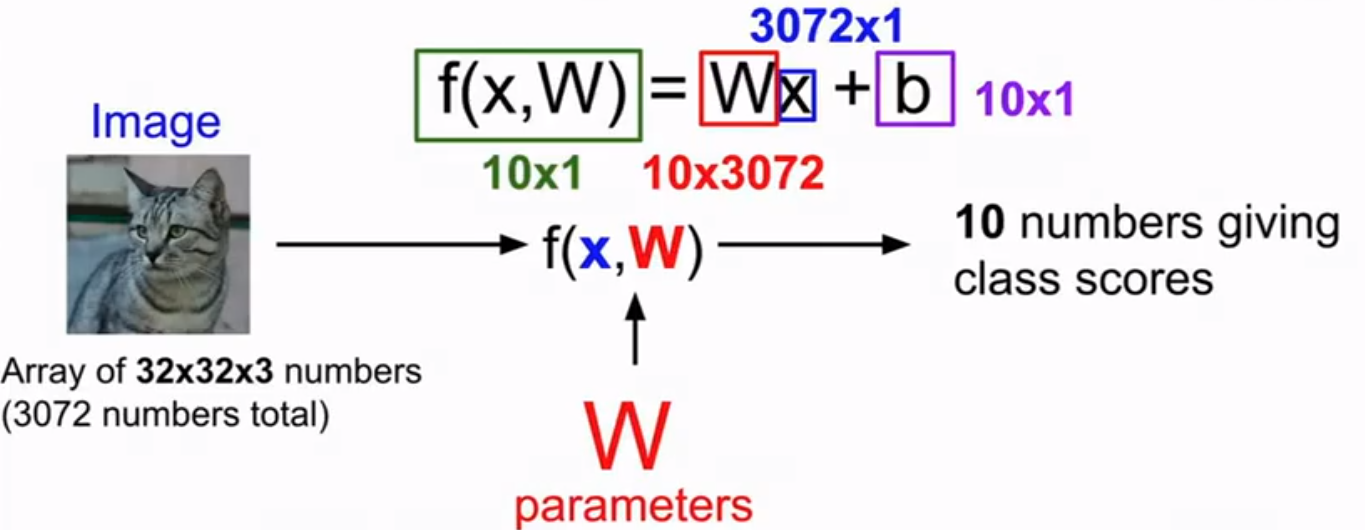 3072x1
f(x,W) = Wx + b 10x1
10x1 10x3072
Image
f(x,W)
10 numbers giving
class scores
Array of 32x32x3 numbers
(3072 numbers total)
W
parameters